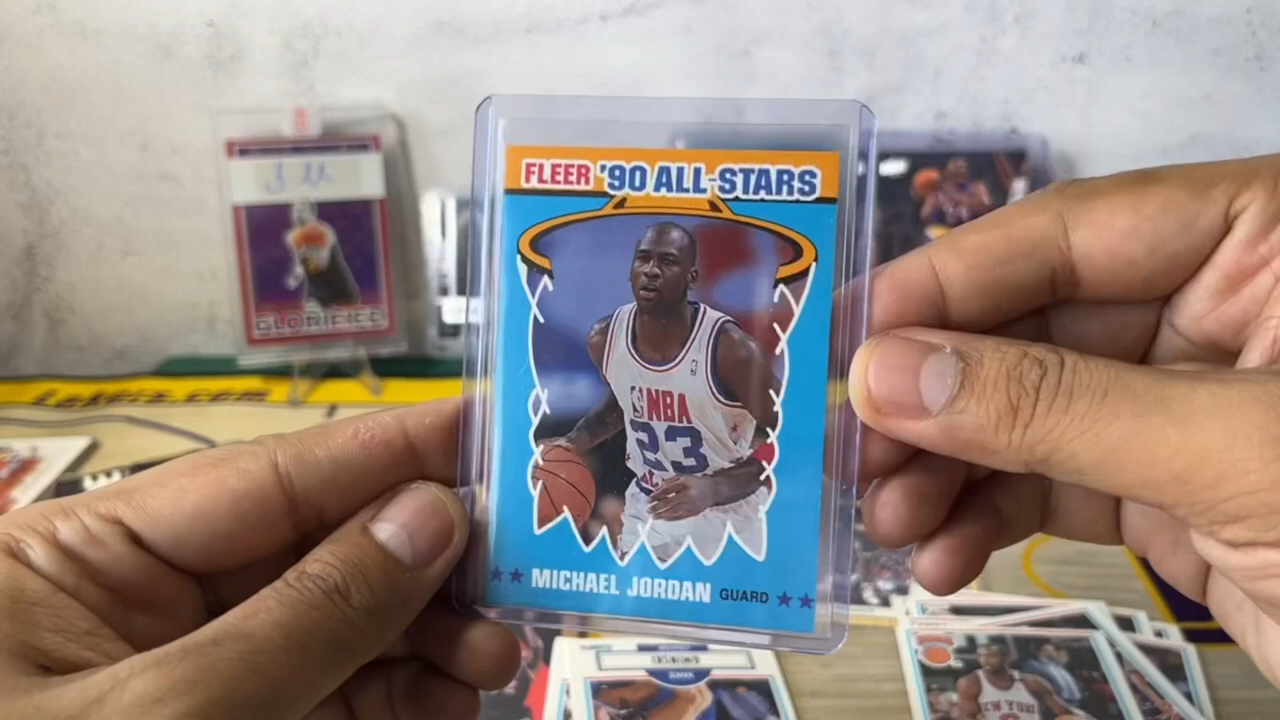 FLEER '90 ALL-STARS
NBA
23
MICHAEL JORDAN GUARD
GLORIFIED